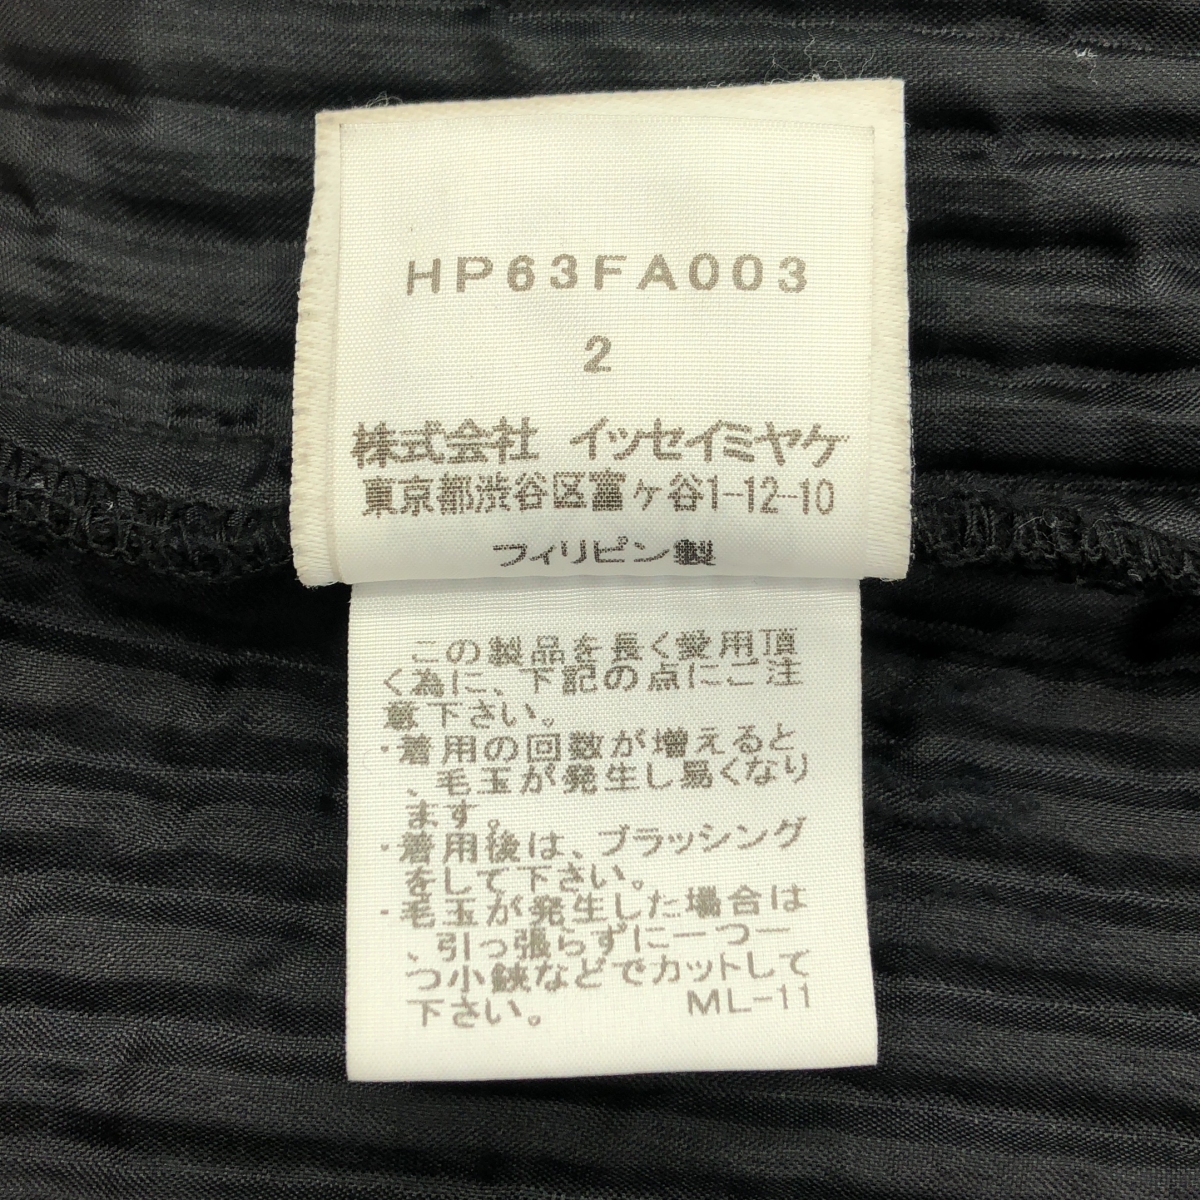 HP63FA003
2
株式会社 イッセイミヤケ
東京都渋谷区富ヶ谷1-12-10
フィリピン製
この製品を長く愛用頂
く為に、下記の点にご注
意下さい。
・着用の回数が増えると
、毛玉が発生し易くなり
ます。
・着用後は、ブラッシング
をして下さい。
・毛玉が発生した場合は
、引っ張らずに一つ一
つ小鋏などでカットして
下さい。 ML-11